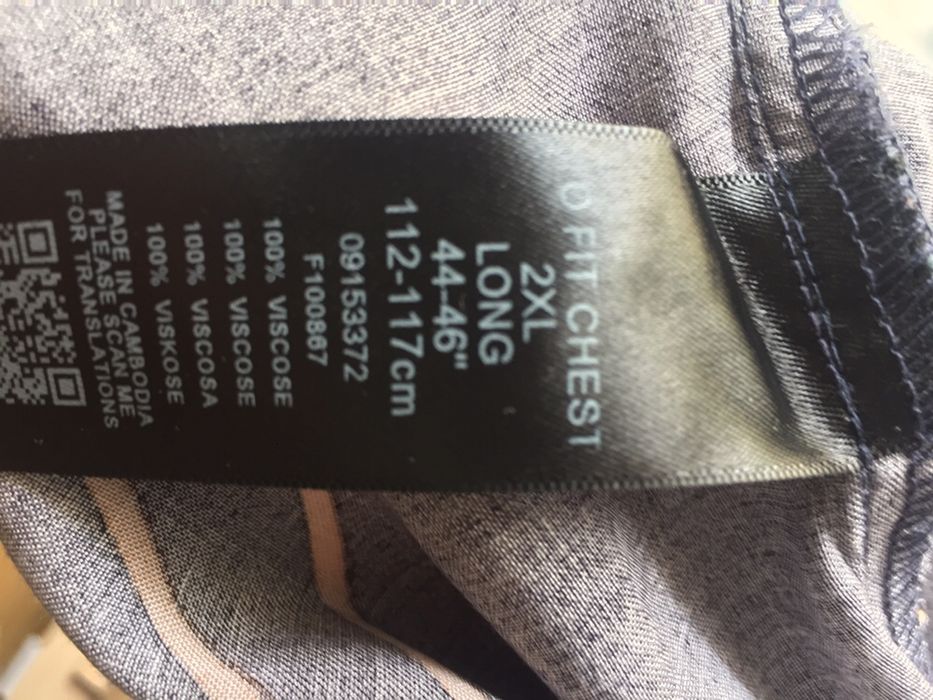 O FIT CHEST
2XL
LONG
44-46"
112-117cm
09153372
F100867
100% VISCOSE
100% VISCOSE
100% VISCOSA
100% VISKOSE
MADE IN CAMBODIA
PLEASE SCAN ME
FOR TRANSLATIONS